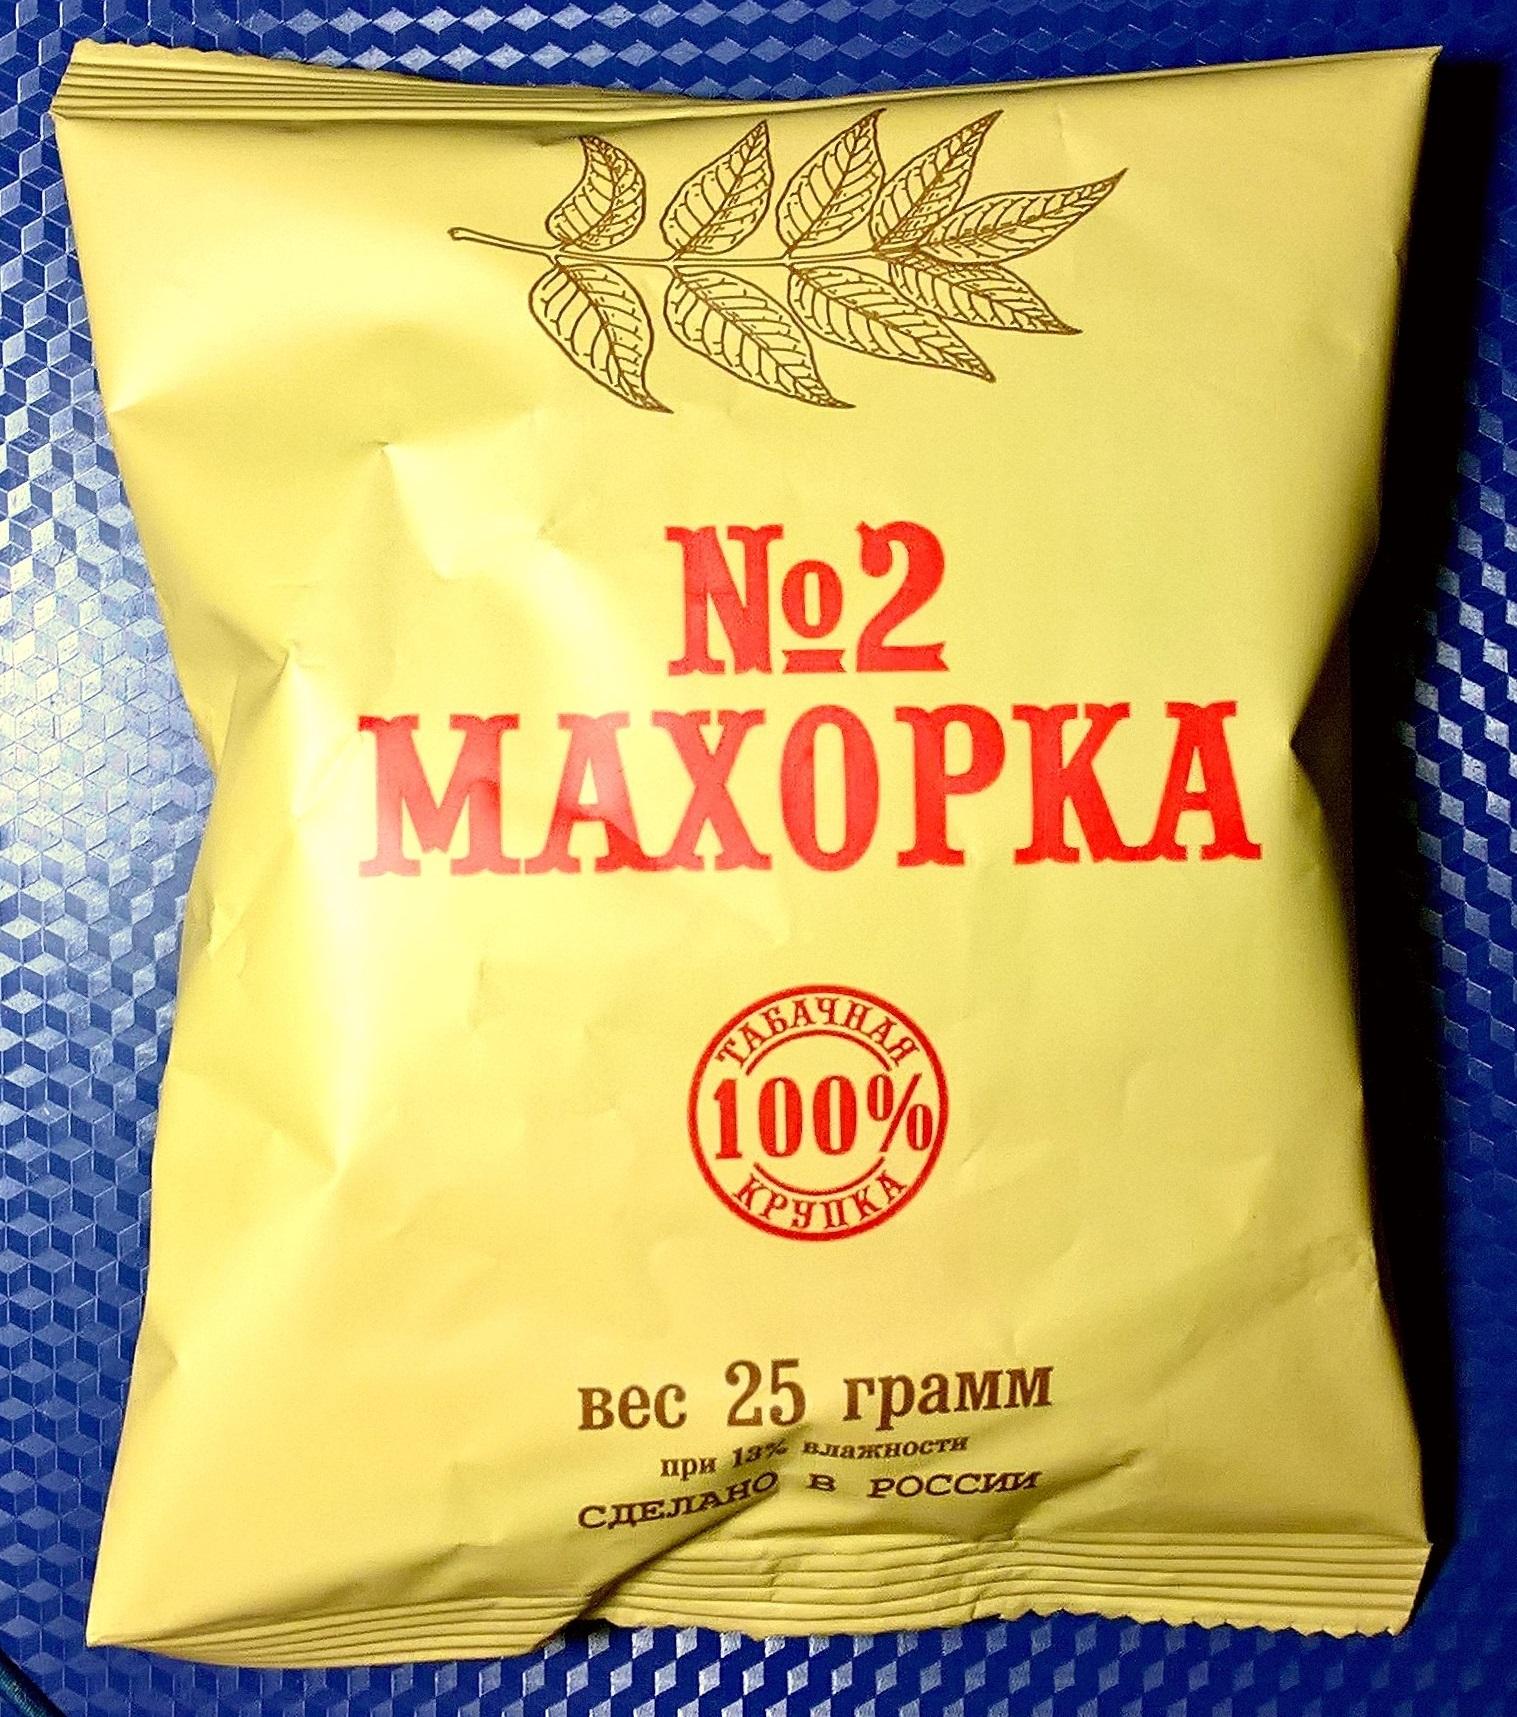 №2
МАХОРКА
ТАБАЧНАЯ
100%
КРУПКА
вес 25 грамм
при 13% влажности
СДЕЛАНО В РОССИИ